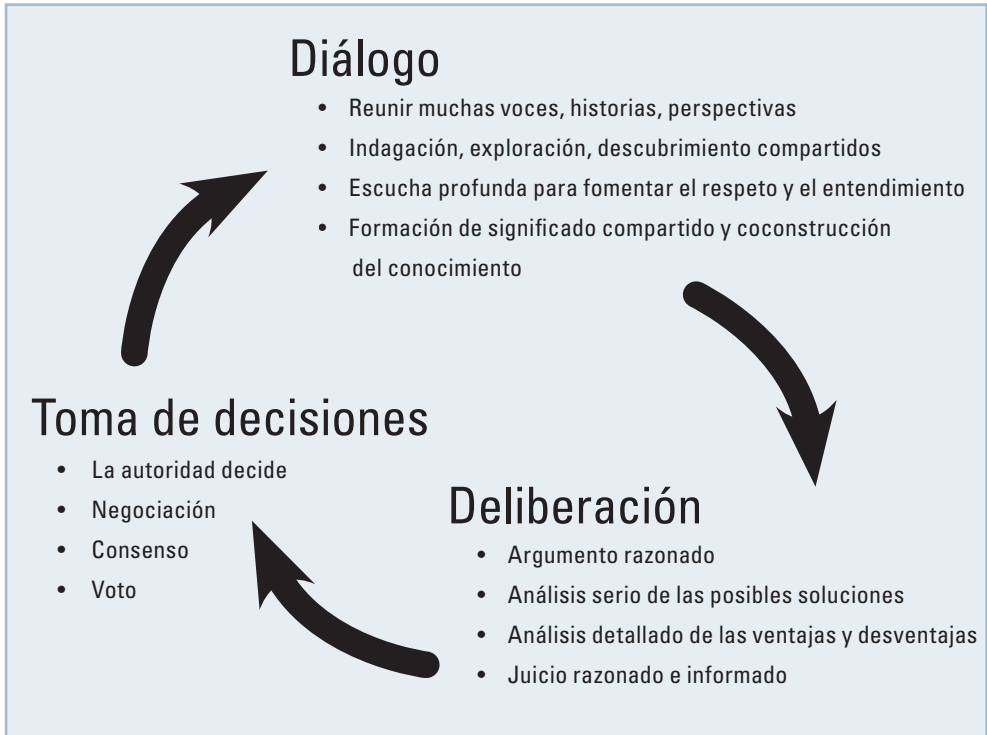 Diálogo
• Reunir muchas voces, historias, perspectivas
• Indagación, exploración, descubrimiento compartidos
• Escucha profunda para fomentar el respeto y el entendimiento
• Formación de significado compartido y coconstrucción
del conocimiento
Toma de decisiones
• La autoridad decide
• Negociación
• Consenso
• Voto
Deliberación
• Argumento razonado
• Análisis serio de las posibles soluciones
• Análisis detallado de las ventajas y desventajas
• Juicio razonado e informado